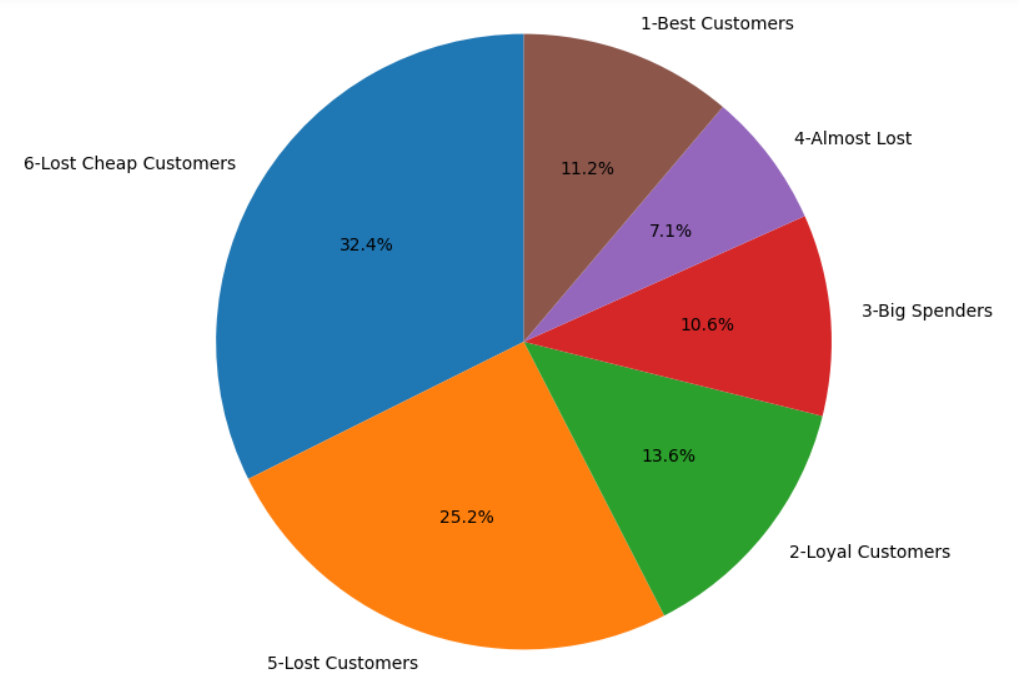 1-Best Customers
4-Almost Lost
6-Lost Cheap Customers
11.2%
7.1%
32.4%
3-Big Spenders
10.6%
13.6%
25.2%
2-Loyal Customers
5-Lost Customers